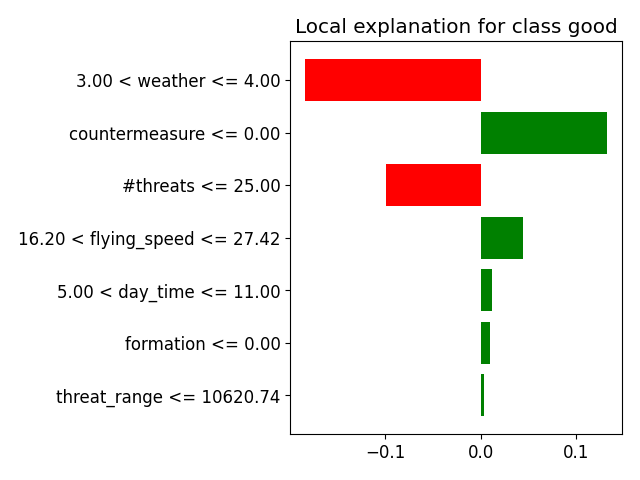 Local explanation for class good
3.00 < weather <= 4.00
countermeasure <= 0.00
#threats <= 25.00
16.20 < flying_speed <= 27.42
5.00 < day_time <= 11.00
formation <= 0.00
threat_range <= 10620.74
−0.1 0.0 0.1